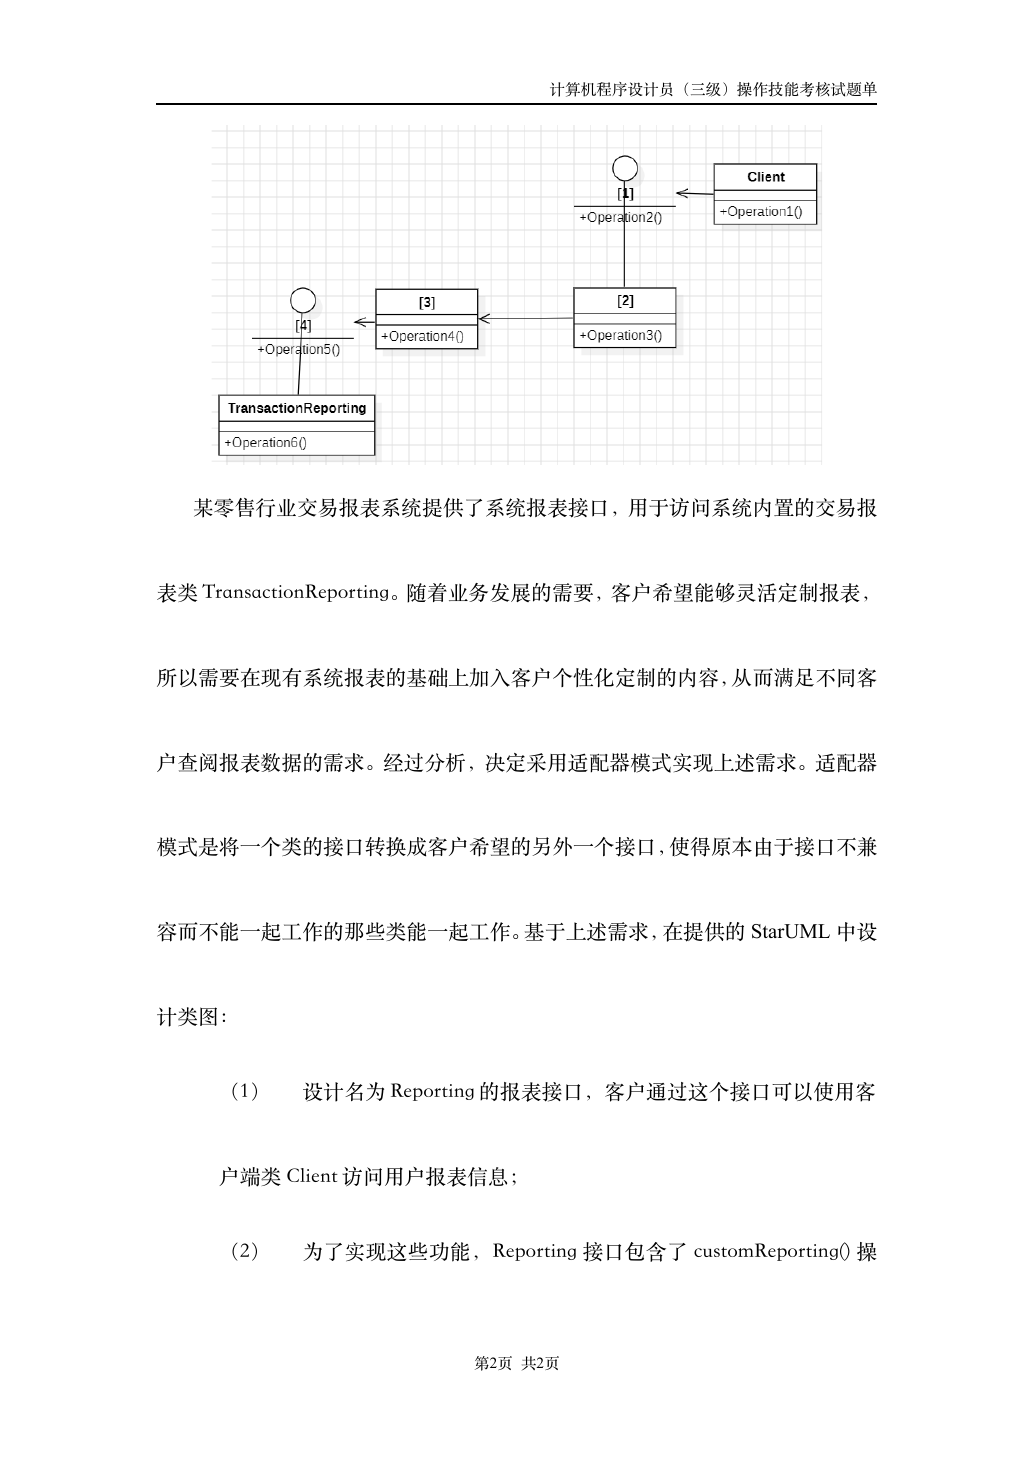 计算机程序设计员（三级）操作技能考核试题单
[1]
+Operation2()
Client
+Operation1()
[4]
+Operation5()
[3]
+Operation4()
[2]
+Operation3()
TransactionReporting
+Operation6()
某零售行业交易报表系统提供了系统报表接口，用于访问系统内置的交易报
表类 TransactionReporting。随着业务发展的需要，客户希望能够灵活定制报表，
所以需要在现有系统报表的基础上加入客户个性化定制的内容，从而满足不同客
户查阅报表数据的需求。经过分析，决定采用适配器模式实现上述需求。适配器
模式是将一个类的接口转换成客户希望的另外一个接口，使得原本由于接口不兼
容而不能一起工作的那些类能一起工作。基于上述需求，在提供的 StarUML 中设
计类图：
（1） 设计名为 Reporting 的报表接口，客户通过这个接口可以使用客
户端类 Client 访问用户报表信息；
（2） 为了实现这些功能，Reporting 接口包含了 customReporting() 操
第2页 共2页